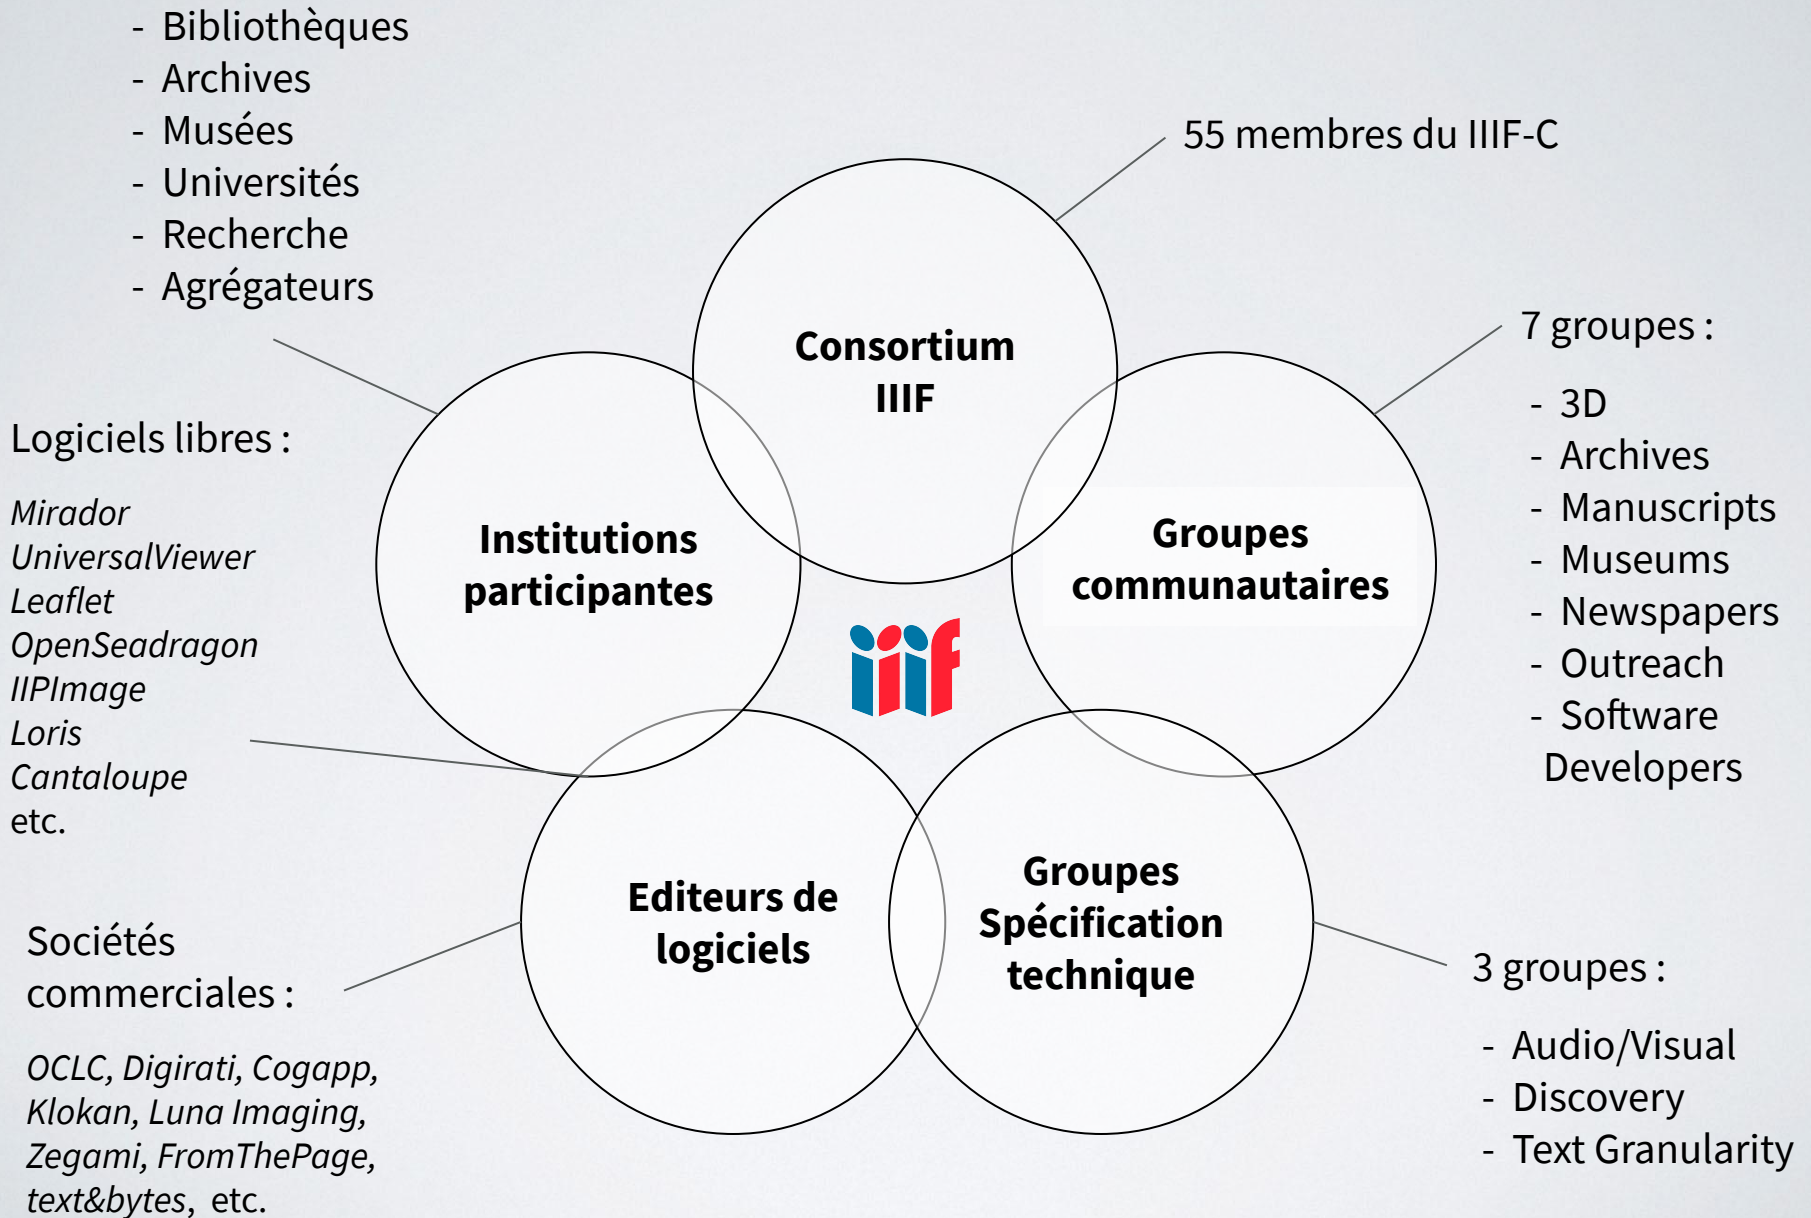 - Bibliothèques
- Archives
- Musées
- Universités
- Recherche
- Agrégateurs
55 membres du IIIF-C
Consortium
IIIF
7 groupes :
- 3D
- Archives
- Manuscripts
- Museums
- Newspapers
- Outreach
- Software
Developers
Logiciels libres :
Mirador
UniversalViewer
Leaflet
OpenSeadragon
IIPImage
Loris
Cantaloupe
etc.
Institutions
participantes
Groupes
communautaires
iiif
Editeurs de
logiciels
Groupes
Spécification
technique
Sociétés
commerciales :
OCLC, Digirati, Cogapp,
Klokan, Luna Imaging,
Zegami, FromThePage,
text&bytes, etc.
3 groupes :
- Audio/Visual
- Discovery
- Text Granularity